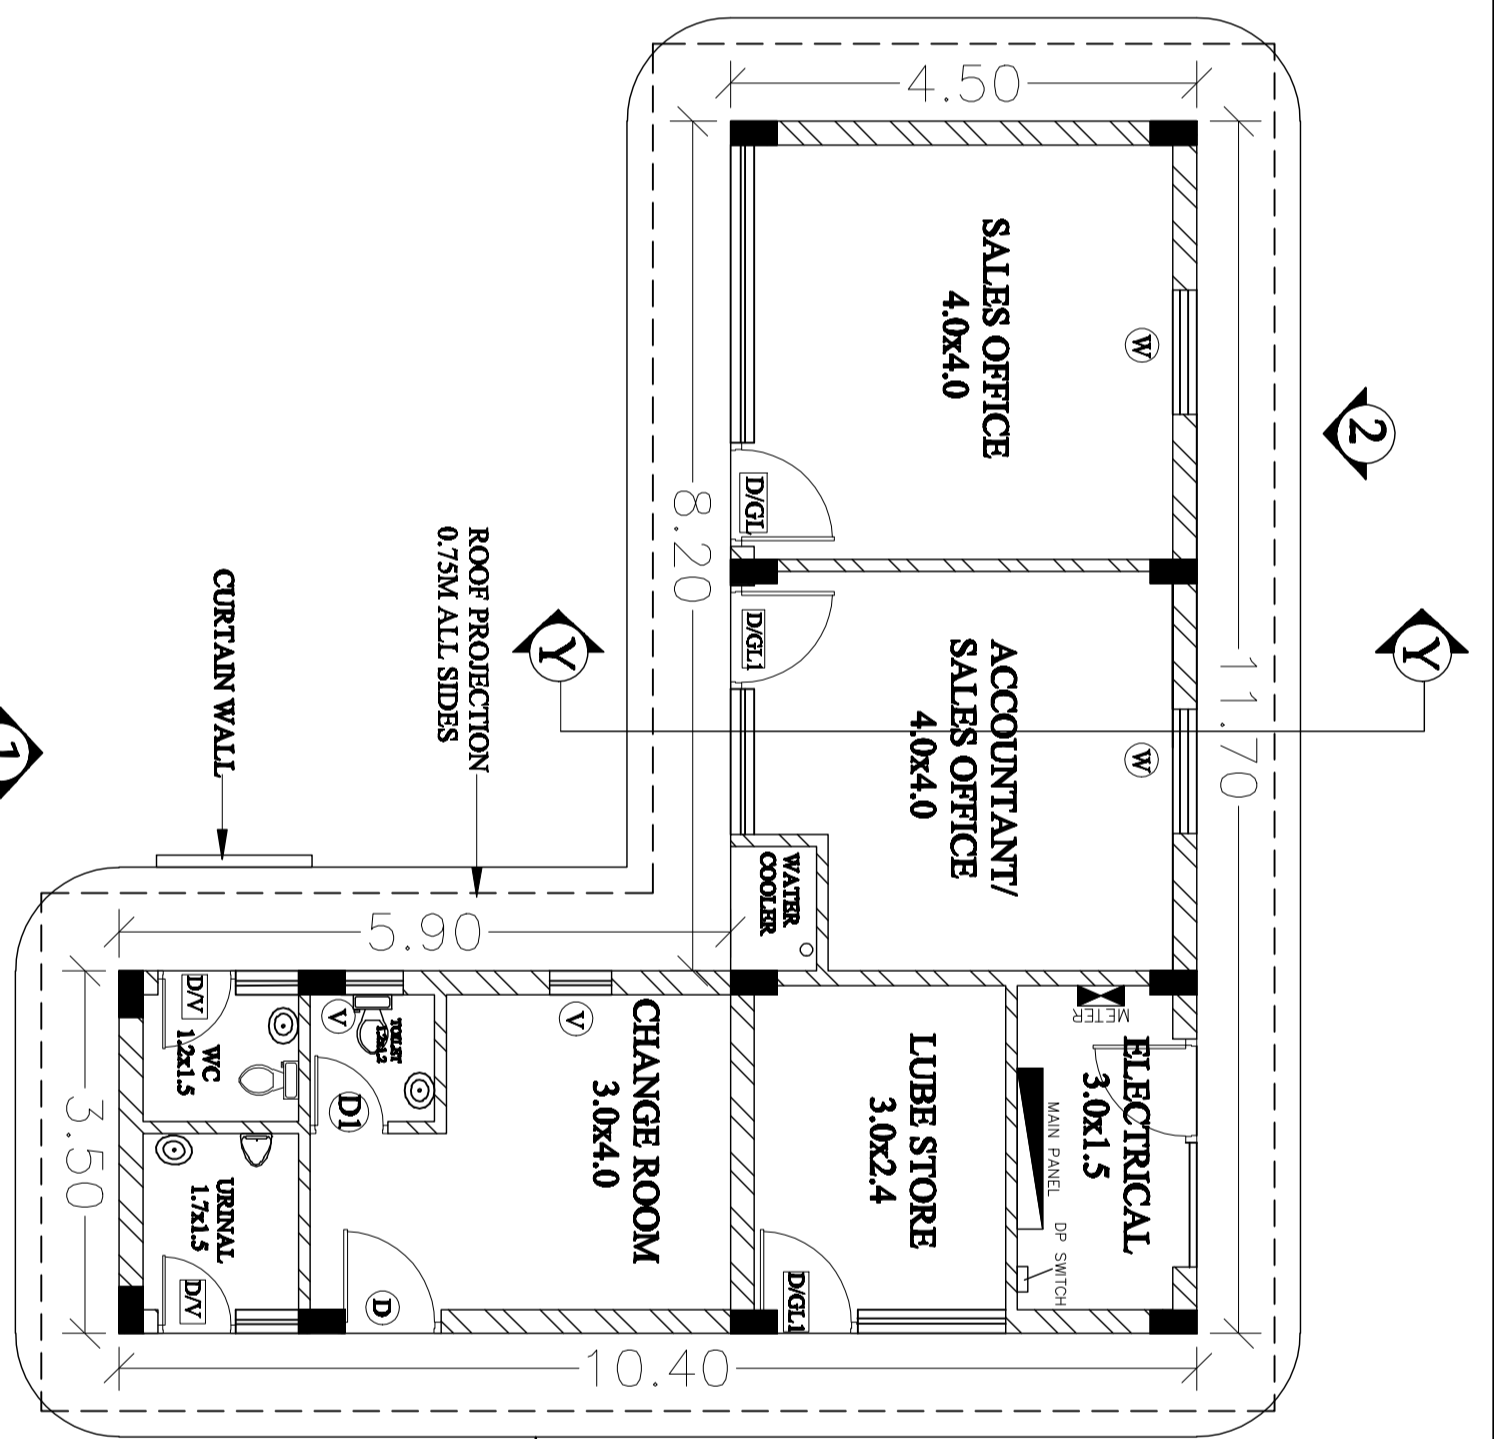 4.50
11.70
8.20
5.90
3.50
10.40
SALES OFFICE
4.0x4.0
W
D/GL
2
ACCOUNTANT/
SALES OFFICE
4.0x4.0
W
D/GL1
Y
Y
WATER
COOLER
ROOF PROJECTION
0.75M ALL SIDES
CURTAIN WALL
1
ELECTRICAL
3.0x1.5
METER
MAIN PANEL
DP SWITCH
LUBE STORE
3.0x2.4
D/GL1
CHANGE ROOM
3.0x4.0
V
D
TOILET
V
D1
WC
1.2x1.5
D/V
URINAL
1.7x1.5
D/V